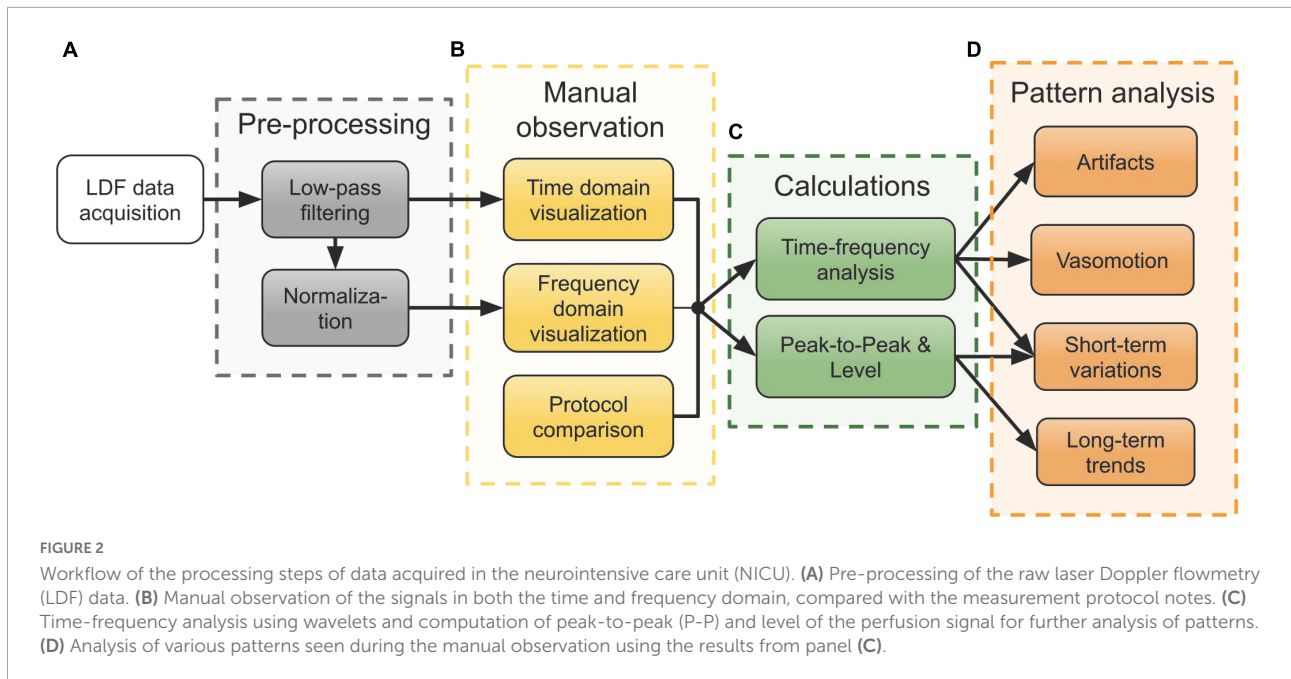 A
B
C
D
LDF data
acquisition
Pre-processing
Low-pass
filtering
Normaliza-
tion
Manual
observation
Time domain
visualization
Frequency
domain
visualization
Protocol
comparison
Calculations
Time-frequency
analysis
Peak-to-Peak &
Level
Pattern analysis
Artifacts
Vasomotion
Short-term
variations
Long-term
trends
FIGURE 2
Workflow of the processing steps of data acquired in the neurointensive care unit (NICU). (A) Pre-processing of the raw laser Doppler flowmetry
(LDF) data. (B) Manual observation of the signals in both the time and frequency domain, compared with the measurement protocol notes. (C)
Time-frequency analysis using wavelets and computation of peak-to-peak (P-P) and level of the perfusion signal for further analysis of patterns.
(D) Analysis of various patterns seen during the manual observation using the results from panel (C).